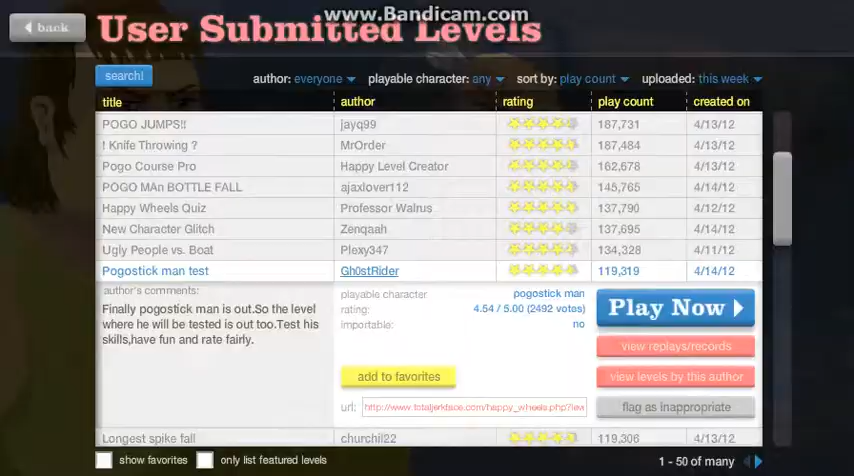 www.Bandicam.com
back
User Submitted Levels
search!
author: everyone playable character: any sort by: play count uploaded: this week
title author rating play count created on
POGO JUMPS!! jayq99 187,731 4/13/12
! Knife Throwing ? MrOrder 187,484 4/13/12
Pogo Course Pro Happy Level Creator 162,678 4/13/12
POGO MAn BOTTLE FALL ajaxlover112 145,765 4/14/12
Happy Wheels Quiz Professor Walrus 137,790 4/12/12
New Character Glitch Zenqaah 137,695 4/14/12
Ugly People vs. Boat Plexy347 134,328 4/11/12
Pogostick man test Gh0stRider 119,319 4/14/12
author's comments:
Finally pogostick man is out.So the level
where he will be tested is out too.Test his
skills,have fun and rate fairly.
playable character pogostick man
rating: 4.54 / 5.00 (2492 votes)
importable: no
add to favorites
url: http://www.totaljerkface.com/happy_wheels.php?lev
Play Now
view replays/records
view levels by this author
flag as inappropriate
Longest spike fall churchil22 119,306 4/13/12
show favorites only list featured levels 1 - 50 of many